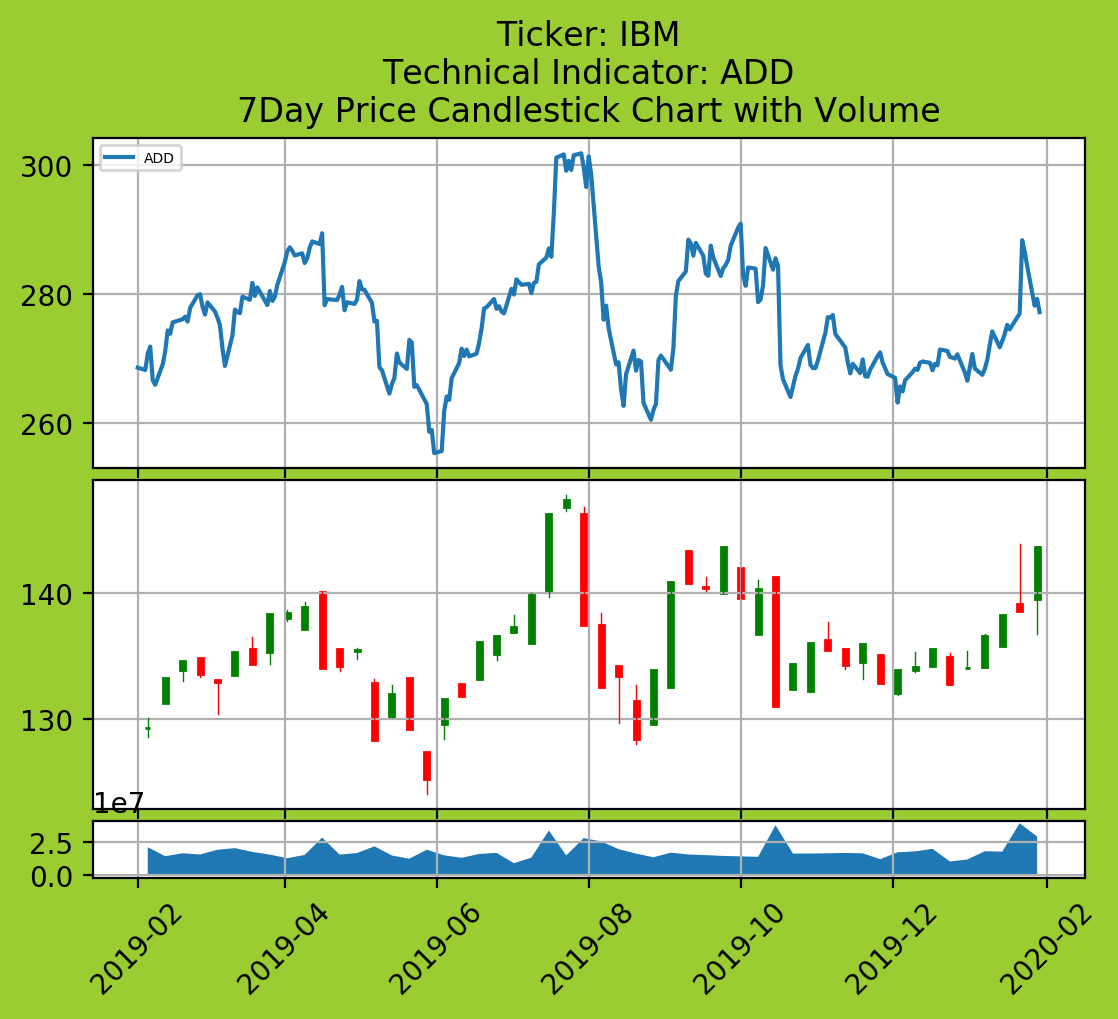 Ticker: IBM
Technical Indicator: ADD
7Day Price Candlestick Chart with Volume
ADD
300
280
260
140
130
1e7
2.5
0.0
2019-02
2019-04
2019-06
2019-08
2019-10
2019-12
2020-02